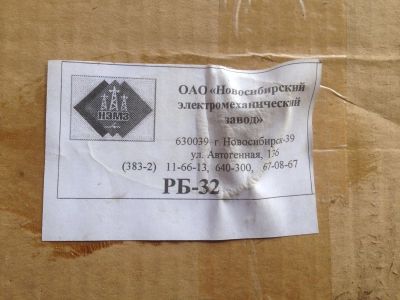 НЭМЗ
ОАО «Новосибирский
электромеханический
завод»
630039 г. Новосибирск-39
ул. Автогенная, 136
(383-2) 11-66-13, 640-300, 67-08-67
РБ-32